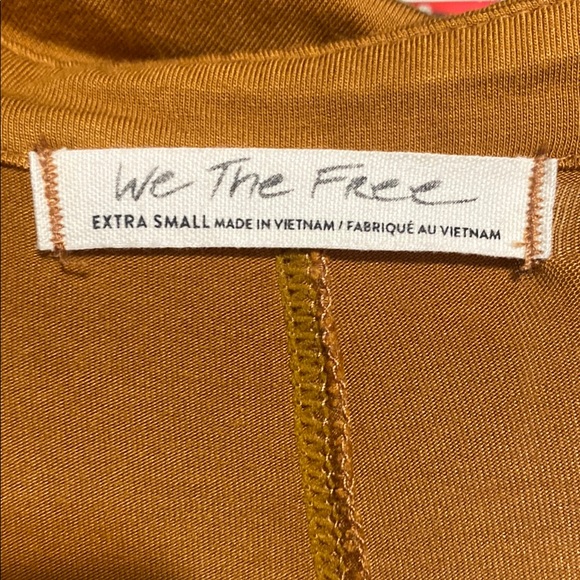 We The Free
EXTRA SMALL MADE IN VIETNAM / FABRIQUÉ AU VIETNAM